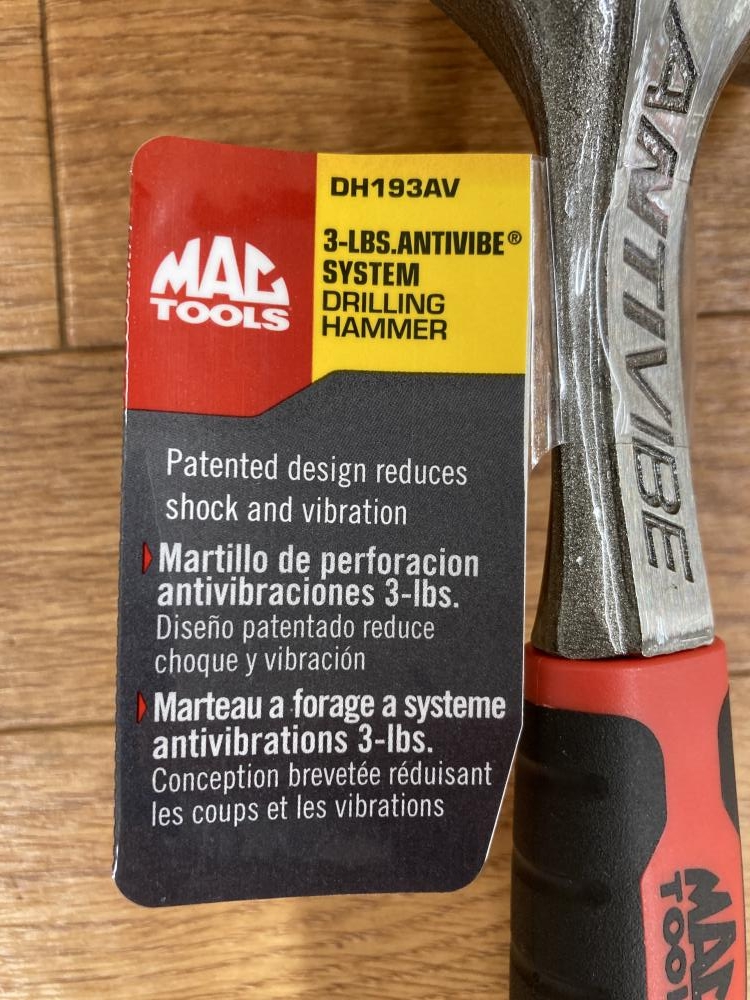 DH193AV
MAC
TOOLS
3-LBS.ANTIVIBE®
SYSTEM
DRILLING
HAMMER
Patented design reduces
shock and vibration
Martillo de perforacion
antivibraciones 3-lbs.
Diseño patentado reduce
choque y vibración
Marteau a forage a systeme
antivibrations 3-lbs.
Conception brevetée réduisant
les coups et les vibrations
ANTIVIBE
MAC
TOO